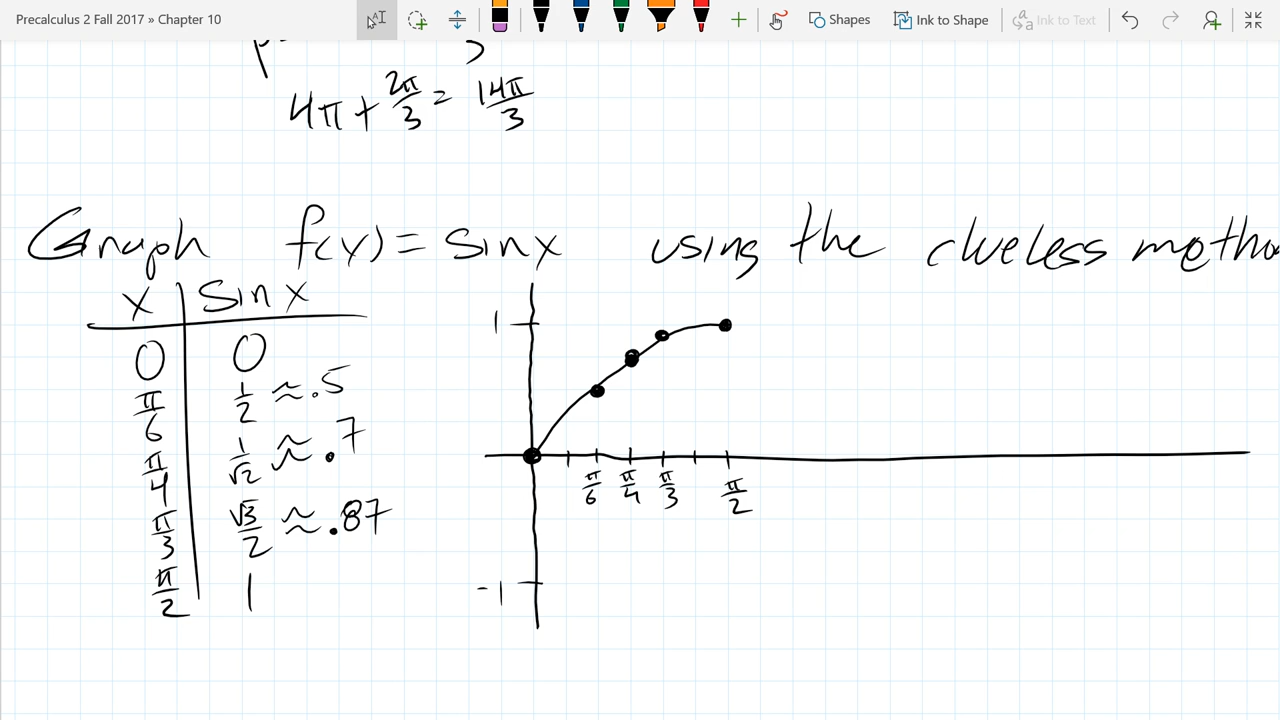 Precalculus 2 Fall 2017 » Chapter 10
Shapes
Ink to Shape
Ink to Text
4π + 2π/3 = 14π/3
Graph f(x) = sin x using the clueless metho
x | sin x
0 | 0
π/6 | 1/2 ≈ .5
π/4 | 1/√2 ≈ .7
π/3 | √3/2 ≈ .87
π/2 | 1
1
π/6 π/4 π/3 π/2
-1